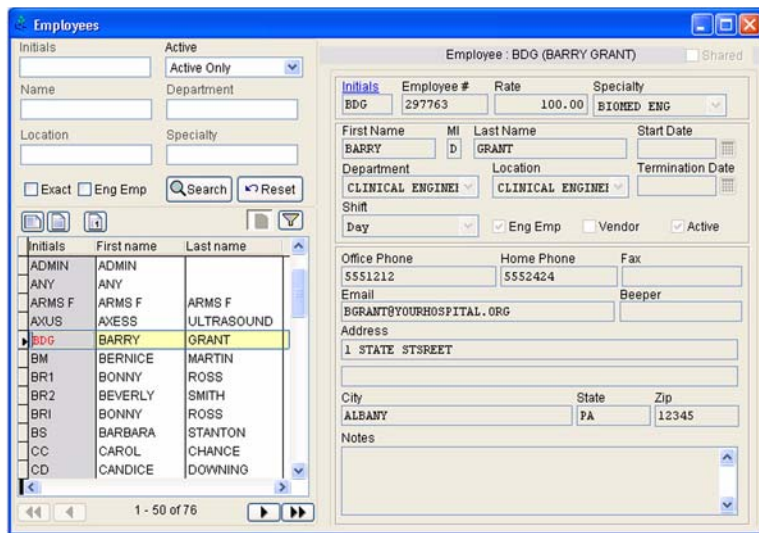 Employees
Initials Active
Active Only
Name Department
Location Specialty
Exact Eng Emp Search Reset
Initials First name Last name
ADMIN ADMIN
ANY ANY
ARMS F ARMS F ARMS F
AXUS AXESS ULTRASOUND
BDG BARRY GRANT
BM BERNICE MARTIN
BR1 BONNY ROSS
BR2 BEVERLY SMITH
BRI BONNY ROSS
BS BARBARA STANTON
CC CAROL CHANCE
CD CANDICE DOWNING
1 - 50 of 76
Employee : BDG (BARRY GRANT) Shared
Initials Employee # Rate Specialty
BDG 297763 100.00 BIOMED ENG
First Name MI Last Name Start Date
BARRY D GRANT
Department Location Termination Date
CLINICAL ENGINEI CLINICAL ENGINEI
Shift
Day Eng Emp Vendor Active
Office Phone Home Phone Fax
5551212 5552424
Email Beeper
BGRANT@YOURHOSPITAL.ORG
Address
1 STATE STSREET
City State Zip
ALBANY PA 12345
Notes